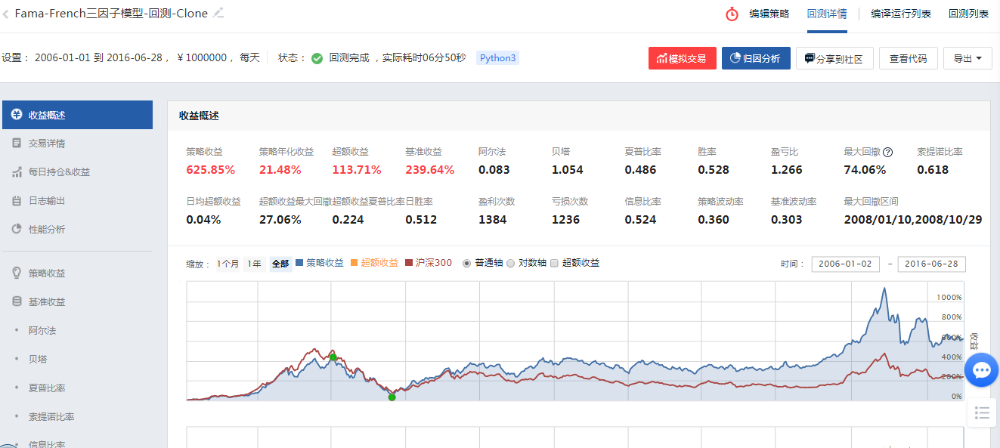 Fama-French三因子模型-回测-Clone
编辑策略 回测详情 编译运行列表 回测列表
设置： 2006-01-01 到 2016-06-28 ，￥1000000 ，每天 状态： 回测完成 ，实际耗时06分50秒 Python3
模拟交易 归因分析 分享到社区 查看代码 导出
收益概述
交易详情
每日持仓&收益
日志输出
性能分析
策略收益
基准收益
阿尔法
贝塔
夏普比率
索提诺比率
信息比率
收益概述
策略收益 策略年化收益 超额收益 基准收益 阿尔法 贝塔 夏普比率 胜率 盈亏比 最大回撤? 索提诺比率
625.85% 21.48% 113.71% 239.64% 0.083 1.054 0.486 0.528 1.266 74.06% 0.618
日均超额收益 超额收益最大回撤 超额收益夏普比率 日胜率 盈利次数 亏损次数 信息比率 策略波动率 基准波动率 最大回撤区间
0.04% 27.06% 0.224 0.512 1384 1236 0.524 0.360 0.303 2008/01/10,2008/10/29
缩放： 1个月 1年 全部 策略收益 超额收益 沪深300 普通轴 对数轴 超额收益 时间： 2006-01-02 - 2016-06-28
1000%
800%
600%
400%
200%
0%
收益